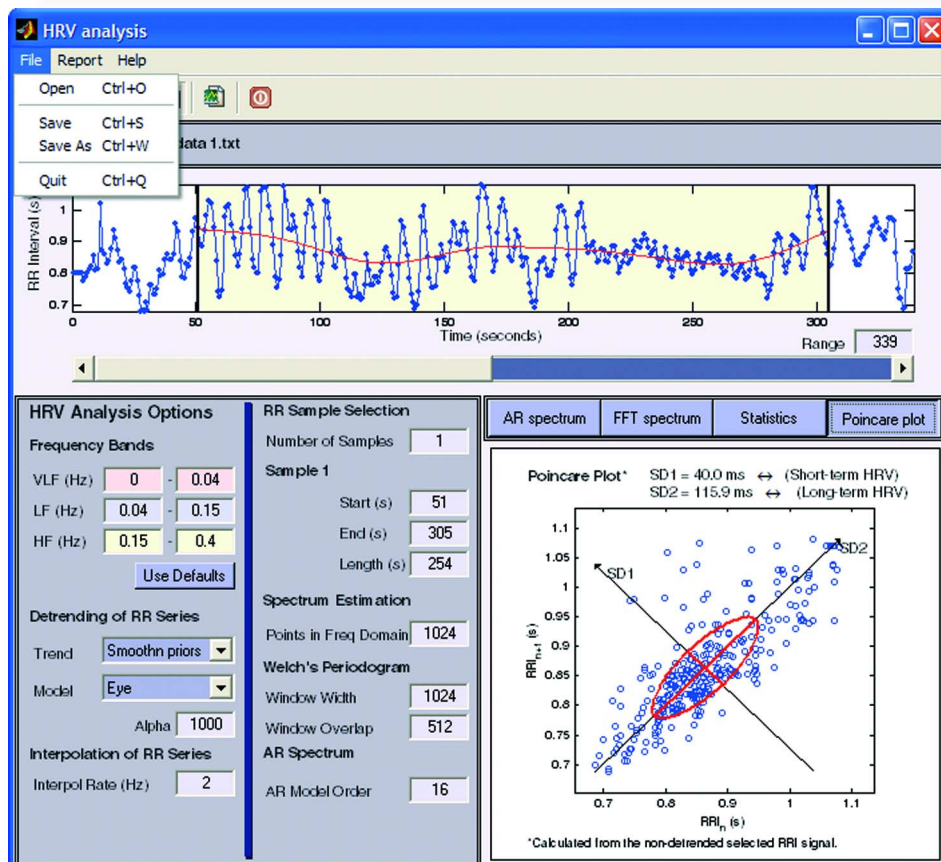 HRV analysis
File Report Help
Open Ctrl+O
Save Ctrl+S
Save As Ctrl+W
Quit Ctrl+Q
data 1.txt
RR Interval (s)
1
0.9
0.8
0.7
0 50 100 150 200 250 300
Time (seconds)
Range 339
HRV Analysis Options
Frequency Bands
VLF (Hz) 0 - 0.04
LF (Hz) 0.04 - 0.15
HF (Hz) 0.15 - 0.4
Use Defaults
Detrending of RR Series
Trend Smoothn priors
Model Eye
Alpha 1000
Interpolation of RR Series
Interpol Rate (Hz) 2
RR Sample Selection
Number of Samples 1
Sample 1
Start (s) 51
End (s) 305
Length (s) 254
Spectrum Estimation
Points in Freq Domain 1024
Welch's Periodogram
Window Width 1024
Window Overlap 512
AR Spectrum
AR Model Order 16
AR spectrum FFT spectrum Statistics Poincare plot
Poincare Plot* SD1 = 40.0 ms ↔ (Short-term HRV)
SD2 = 115.9 ms ↔ (Long-term HRV)
1.1
1.05
1
0.95
0.9
0.85
0.8
0.75
0.7
RRI n+1 (s)
SD1
SD2
0.7 0.8 0.9 1 1.1
RRI n (s)
*Calculated from the non-detrended selected RRI signal.